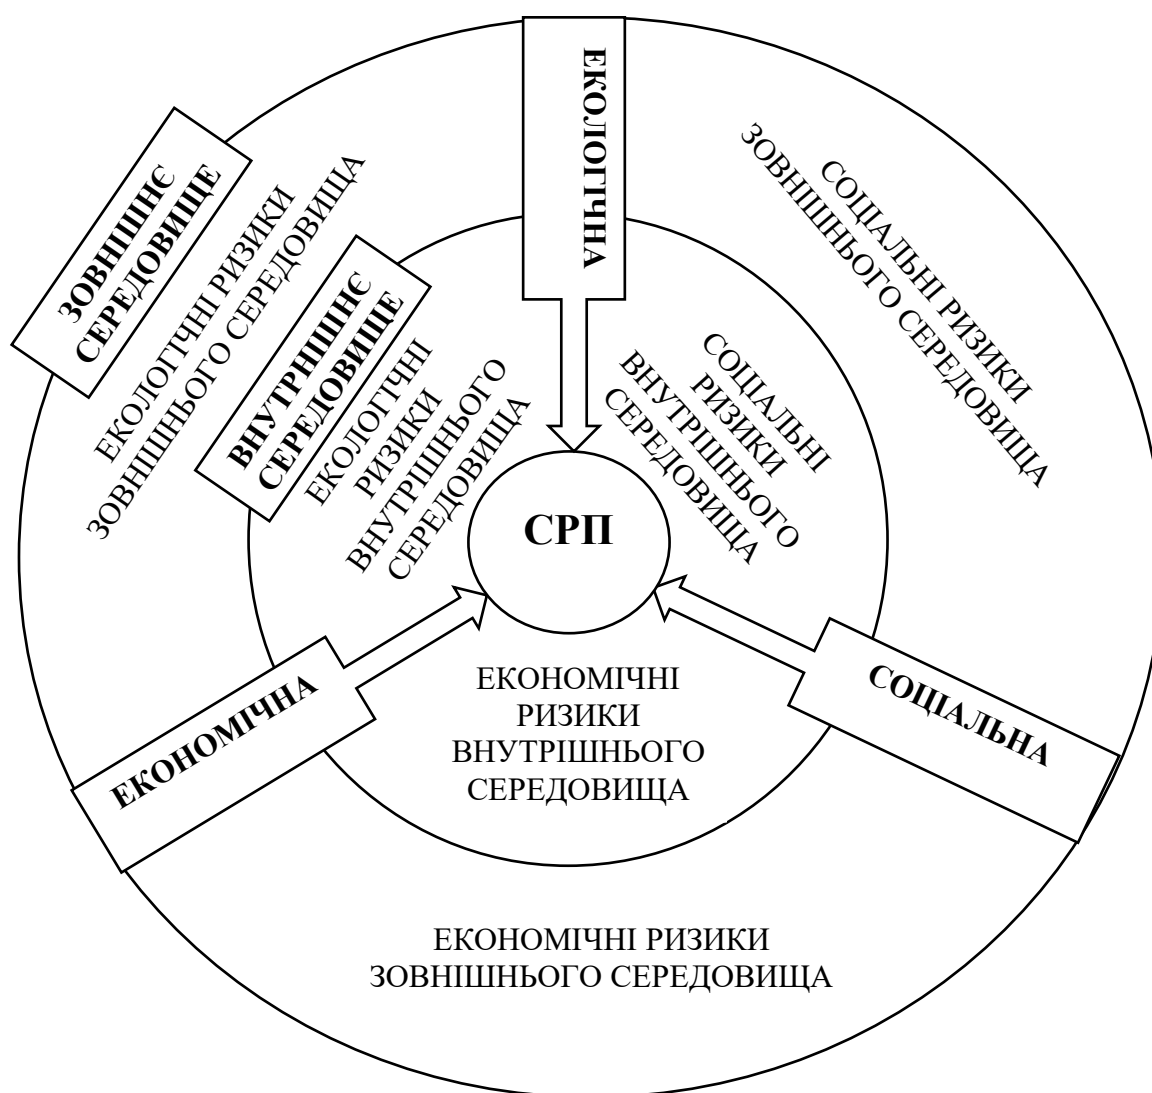 ЕКОЛОГІЧНА
ЗОВНІШНЄ
СЕРЕДОВИЩЕ
ЕКОЛОГІЧНІ РИЗИКИ
ЗОВНІШНЬОГО СЕРЕДОВИЩА
СОЦІАЛЬНІ РИЗИКИ
ЗОВНІШНЬОГО СЕРЕДОВИЩА
ВНУТРНІШНЄ
СЕРЕДОВИЩЕ
ЕКОЛОГІЧНІ
РИЗИКИ
ВНУТРІШНЬОГО
СЕРЕДОВИЩА
СОЦІАЛЬНІ
РИЗИКИ
ВНУТРІШНЬОГО
СЕРЕДОВИЩА
СРП
ЕКОНОМІЧНА
СОЦІАЛЬНА
ЕКОНОМІЧНІ
РИЗИКИ
ВНУТРІШНЬОГО
СЕРЕДОВИЩА
ЕКОНОМІЧНІ РИЗИКИ
ЗОВНІШНЬОГО СЕРЕДОВИЩА